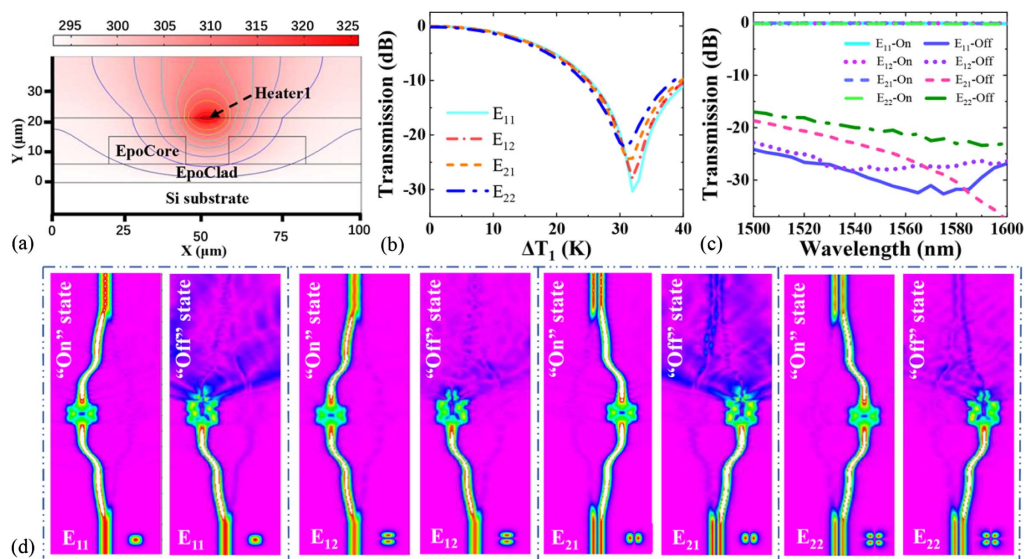 295 300 305 310 315 320 325
Y (μm)
30
20
10
0
Heater1
EpoCore
EpoClad
Si substrate
0 25 50 75 100
X (μm)
(a)
Transmission (dB)
0
-10
-20
-30
E11
E12
E21
E22
0 10 20 30 40
ΔT1 (K)
(b)
Transmission (dB)
0
-10
-20
-30
E11-On E11-Off
E12-On E12-Off
E21-On E21-Off
E22-On E22-Off
1500 1520 1540 1560 1580 1600
Wavelength (nm)
(c)
“On” state
“Off” state
“On” state
“Off” state
“On” state
“Off” state
“On” state
“Off” state
E11
E11
E12
E12
E21
E21
E22
E22
(d)